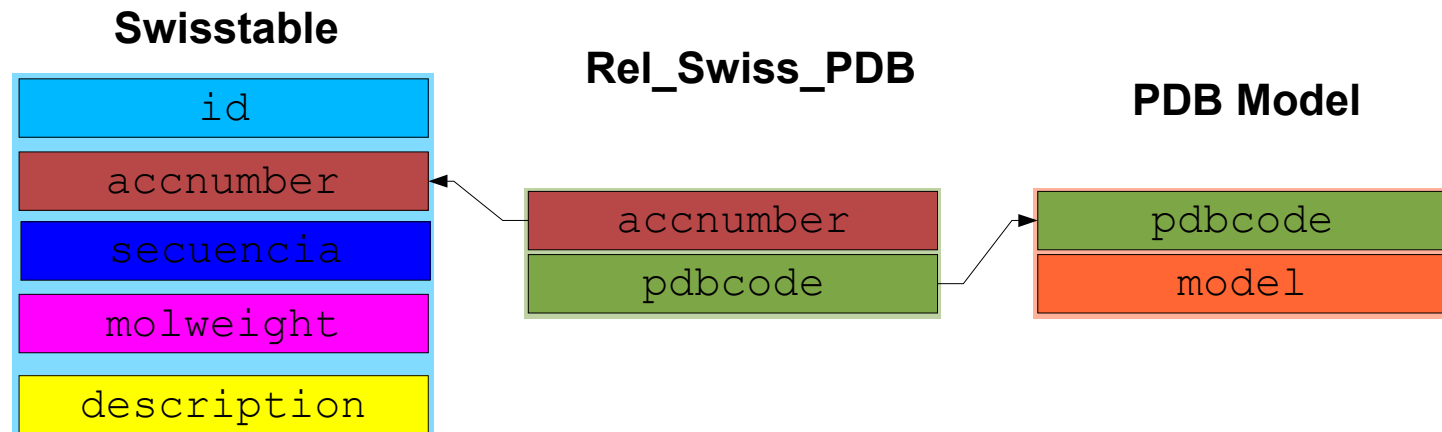 Swisstable
id
accnumber
secuencia
molweight
description
Rel_Swiss_PDB
accnumber
pdbcode
PDB Model
pdbcode
model